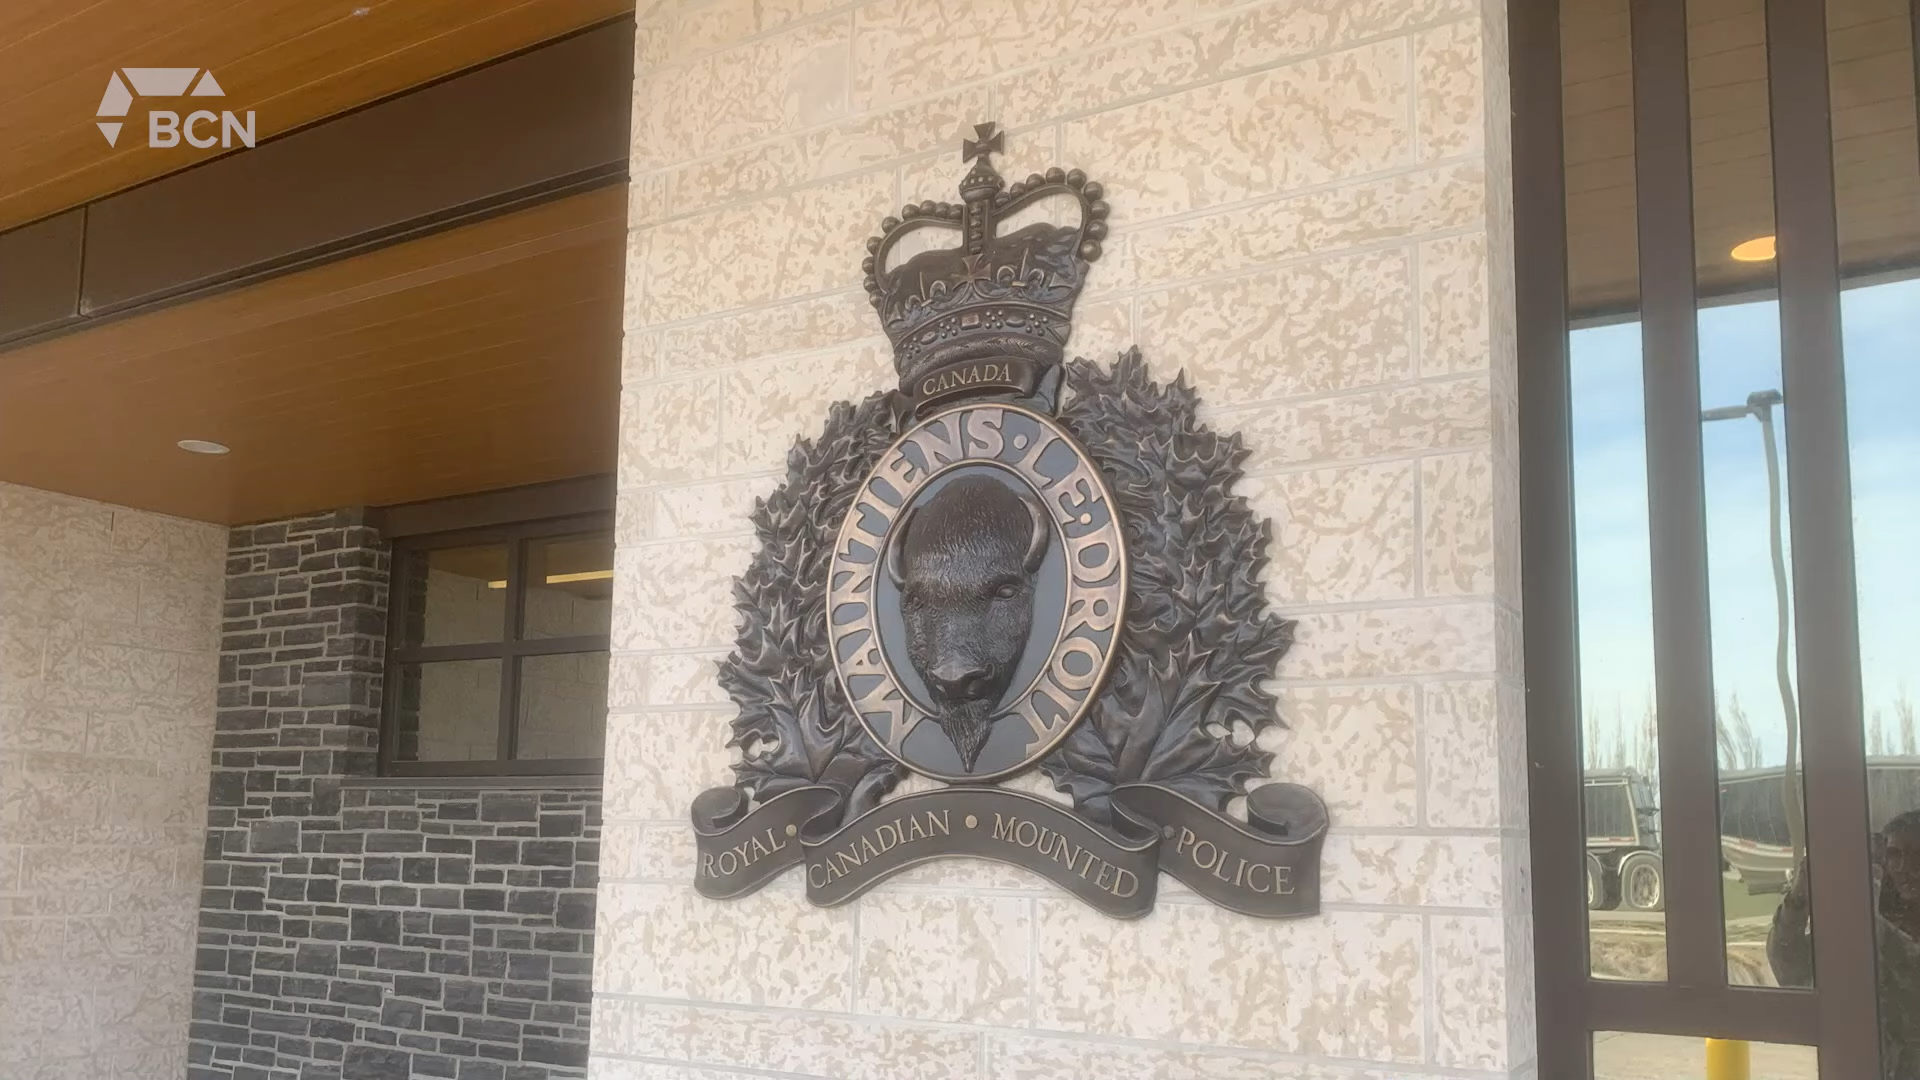 BCN
CANADA
MAINTIENS · LE · DROIT
ROYAL • CANADIAN • MOUNTED • POLICE